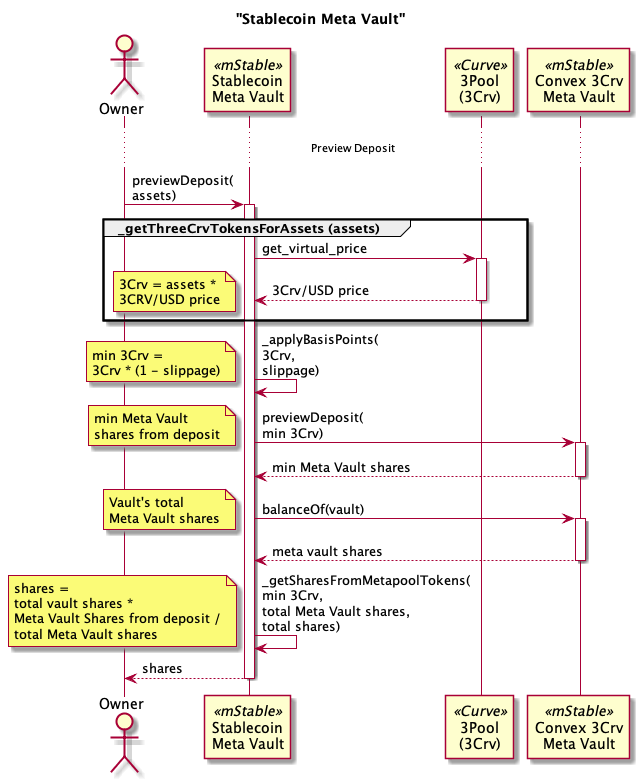 "Stablecoin Meta Vault"
Owner
«mStable»
Stablecoin
Meta Vault
«Curve»
3Pool
(3Crv)
«mStable»
Convex 3Crv
Meta Vault
Preview Deposit
previewDeposit(
assets)
_getThreeCrvTokensForAssets (assets)
get_virtual_price
3Crv = assets *
3CRV/USD price
3Crv/USD price
_applyBasisPoints(
3Crv,
slippage)
min 3Crv =
3Crv * (1 - slippage)
previewDeposit(
min 3Crv)
min Meta Vault
shares from deposit
min Meta Vault shares
balanceOf(vault)
Vault's total
Meta Vault shares
meta vault shares
_getSharesFromMetapoolTokens(
min 3Crv,
total Meta Vault shares,
total shares)
shares =
total vault shares *
Meta Vault Shares from deposit /
total Meta Vault shares
shares
Owner
«mStable»
Stablecoin
Meta Vault
«Curve»
3Pool
(3Crv)
«mStable»
Convex 3Crv
Meta Vault